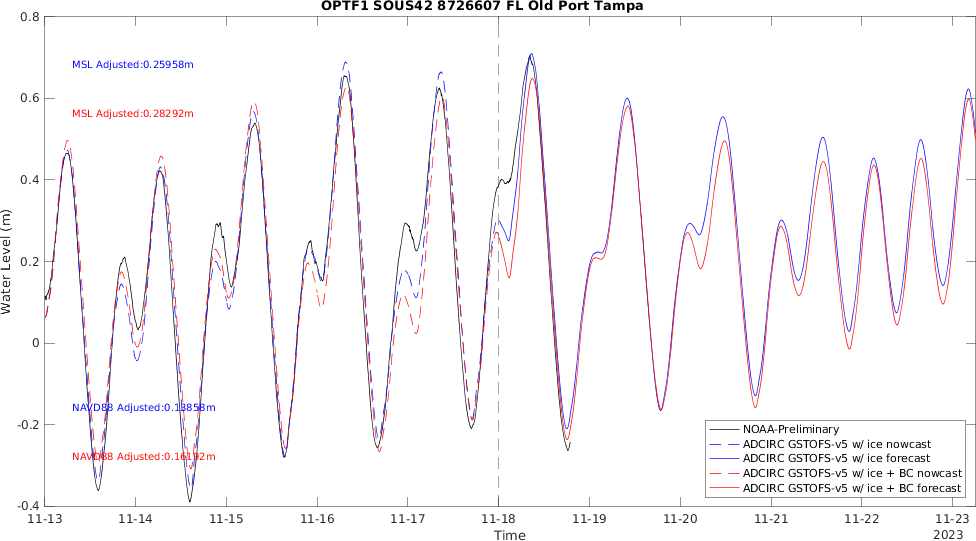 OPTF1 SOUS42 8726607 FL Old Port Tampa
0.8
0.6
0.4
0.2
0
-0.2
-0.4
Water Level (m)
MSL Adjusted:0.25958m
MSL Adjusted:0.28292m
NAVD88 Adjusted:0.13858m
NAVD88 Adjusted:0.16192m
NOAA-Preliminary
ADCIRC GSTOFS-v5 w/ ice nowcast
ADCIRC GSTOFS-v5 w/ ice forecast
ADCIRC GSTOFS-v5 w/ ice + BC nowcast
ADCIRC GSTOFS-v5 w/ ice + BC forecast
11-13 11-14 11-15 11-16 11-17 11-18 11-19 11-20 11-21 11-22 11-23
Time
2023